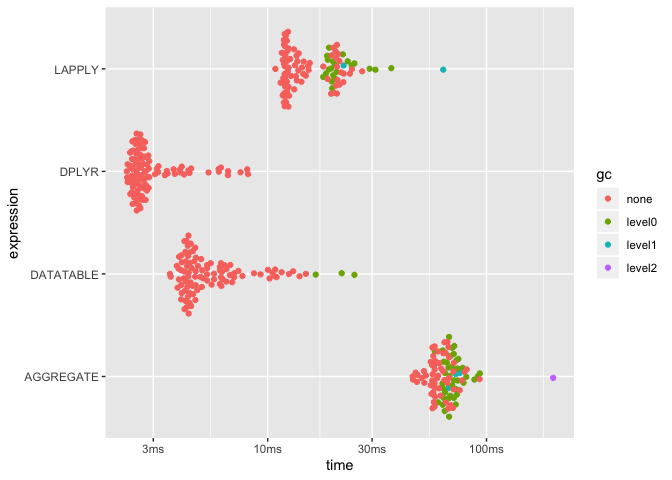 LAPPLY
DPLYR
DATATABLE
AGGREGATE
expression
3ms 10ms 30ms 100ms
time
gc
none
level0
level1
level2